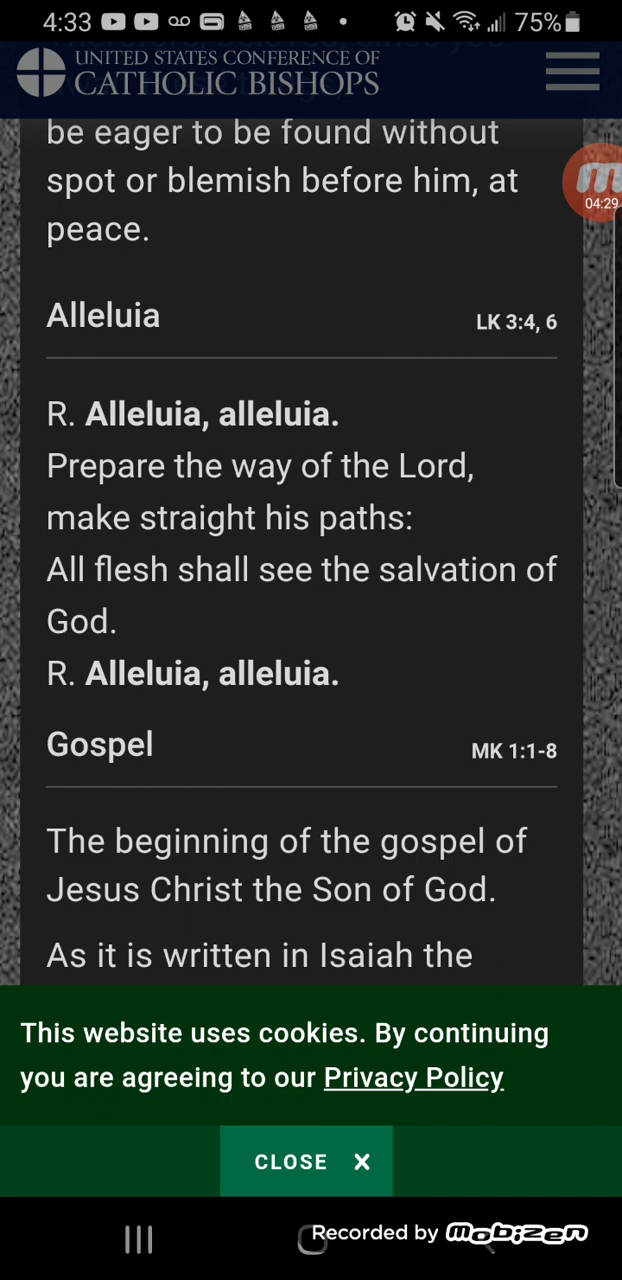 4:33
75%
UNITED STATES CONFERENCE OF
CATHOLIC BISHOPS
be eager to be found without
spot or blemish before him, at
peace.
04:29
Alleluia
LK 3:4, 6
R. Alleluia, alleluia.
Prepare the way of the Lord,
make straight his paths:
All flesh shall see the salvation of
God.
R. Alleluia, alleluia.
Gospel
MK 1:1-8
The beginning of the gospel of
Jesus Christ the Son of God.
As it is written in Isaiah the
This website uses cookies. By continuing
you are agreeing to our Privacy Policy
CLOSE X
Recorded by mobizen